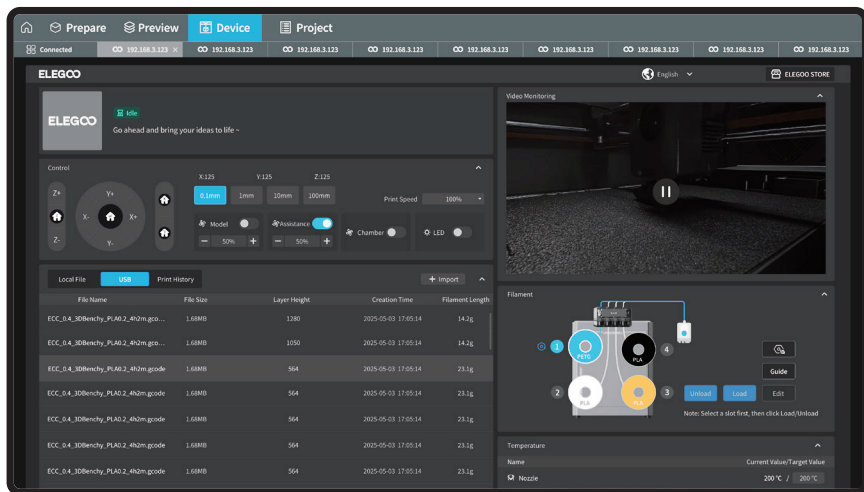 Prepare Preview Device Project
Connected 192.168.3.123 × 192.168.3.123 192.168.3.123 192.168.3.123 192.168.3.123 192.168.3.123 192.168.3.123 192.168.3.123 192.168.3.123
ELEGOO English ELEGOO STORE
ELEGOO
Idle
Go ahead and bring your ideas to life ~
Video Monitoring
Control
X:125 Y:125 Z:125
0.1mm 1mm 10mm 100mm
Print Speed 100%
Z+ Y+ X- X+ Z- Y-
Model Assistance Chamber LED
- 50% + - 50% +
Local File USB Print History + Import
File Name File Size Layer Height Creation Time Filament Length
ECC_0.4_3DBenchy_PLA0.2_4h2m.gco... 1.68MB 1280 2025-05-03 17:05:14 14.2g
ECC_0.4_3DBenchy_PLA0.2_4h2m.gco... 1.68MB 1050 2025-05-03 17:05:14 14.2g
ECC_0.4_3DBenchy_PLA0.2_4h2m.gcode 1.68MB 564 2025-05-03 17:05:14 23.1g
ECC_0.4_3DBenchy_PLA0.2_4h2m.gcode 1.68MB 564 2025-05-03 17:05:14 23.1g
ECC_0.4_3DBenchy_PLA0.2_4h2m.gcode 1.68MB 564 2025-05-03 17:05:14 23.1g
ECC_0.4_3DBenchy_PLA0.2_4h2m.gcode 1.68MB 564 2025-05-03 17:05:14 23.1g
ECC_0.4_3DBenchy_PLA0.2_4h2m.gcode 1.68MB 564 2025-05-03 17:05:14 23.1g
Filament
1 PETG 4 PLA
2 PLA 3 PLA
Guide
Unload Load Edit
Note: Select a slot first, then click Load/Unload
Temperature
Name Current Value/Target Value
Nozzle 200°C / 200°C